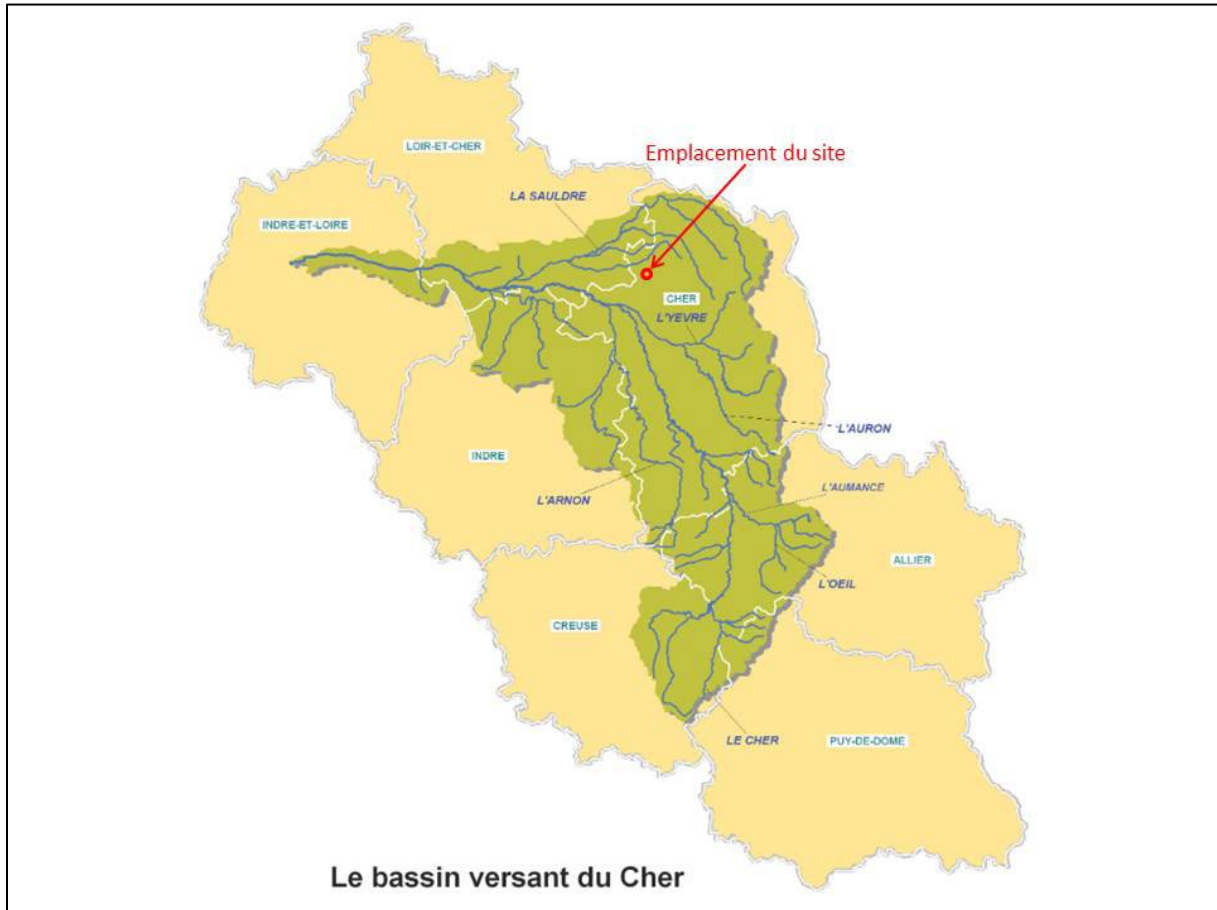 LOIR-ET-CHER
Emplacement du site
LA SAULDRE
INDRE-ET-LOIRE
CHER
L'YEVRE
L'AURON
INDRE
L'ARNON
L'AUMANCE
ALLIER
L'OEIL
CREUSE
LE CHER
PUY-DE-DOME
Le bassin versant du Cher